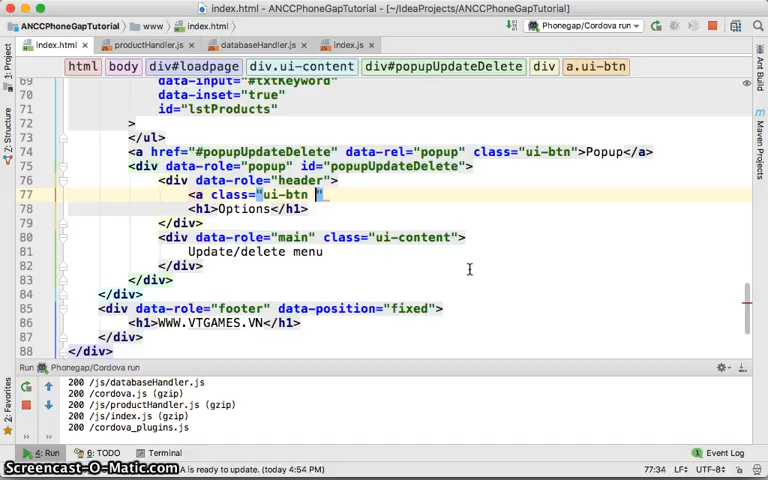 index.html - ANCCPhoneGapTutorial - [~/IdeaProjects/ANCCPhoneGapTutorial]
ANCCPhoneGapTutorial www index.html Phonegap/Cordova run
index.html productHandler.js databaseHandler.js index.js
html body div#loadpage div.ui-content div#popupUpdateDelete div a.ui-btn
1: Project
7: Structure
2: Favorites
Ant Build
Maven Projects
69 data-input="#txtKeyword"
70 data-inset="true"
71 id="lstProducts"
72 >
73 </ul>
74 <a href="#popupUpdateDelete" data-rel="popup" class="ui-btn">Popup</a>
75 <div data-role="popup" id="popupUpdateDelete">
76 <div data-role="header">
77 <a class="ui-btn "
78 <h1>Options</h1>
79 </div>
80 <div data-role="main" class="ui-content">
81 Update/delete menu
82 </div>
83 </div>
84 </div>
85 <div data-role="footer" data-position="fixed">
86 <h1>WWW.VTGAMES.VN</h1>
87 </div>
88 </div>
Run Phonegap/Cordova run
200 /js/databaseHandler.js
200 /cordova.js (gzip)
200 /js/productHandler.js (gzip)
200 /js/index.js (gzip)
200 /cordova_plugins.js
4: Run 6: TODO Terminal Event Log
Screencast-O-Matic.com A is ready to update. (today 4:54 PM) 77:34 LF UTF-8